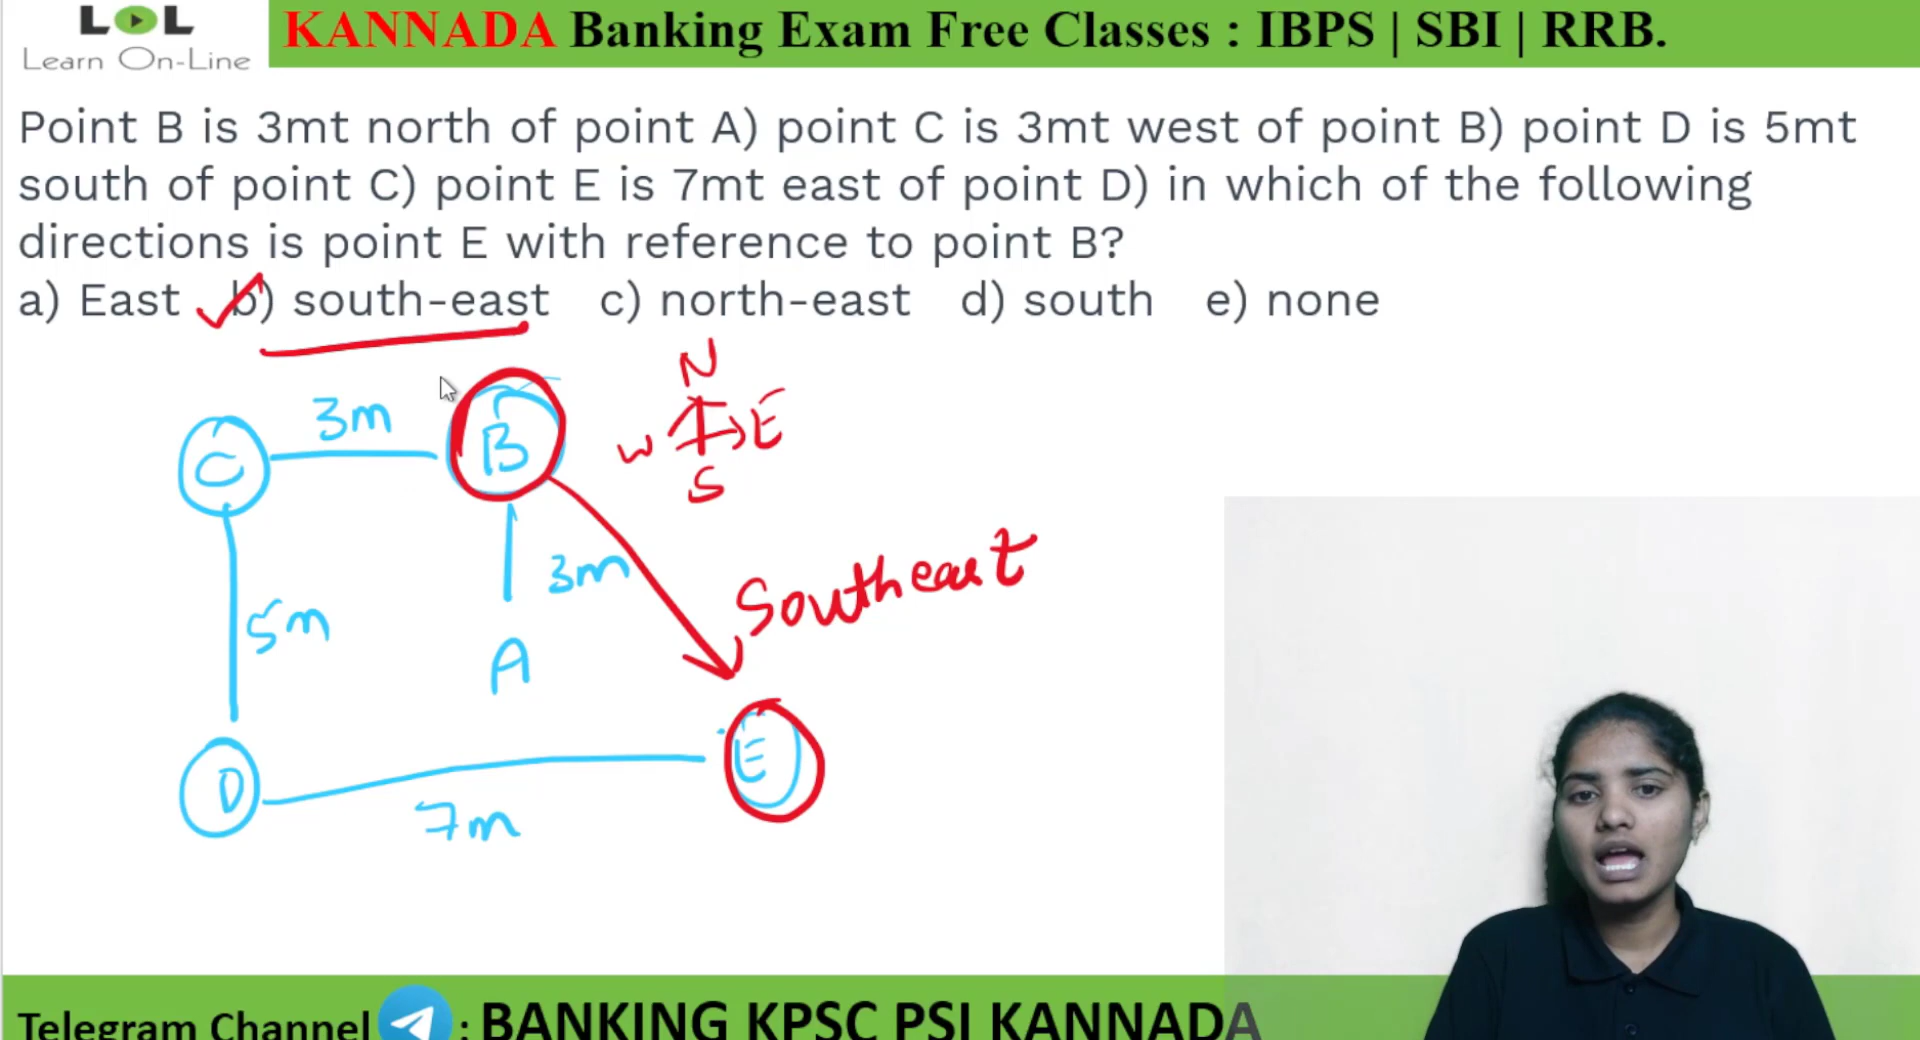 LOL
Learn On-Line
KANNADA Banking Exam Free Classes : IBPS | SBI | RRB.
Point B is 3mt north of point A) point C is 3mt west of point B) point D is 5mt
south of point C) point E is 7mt east of point D) in which of the following
directions is point E with reference to point B?
a) East b) south-east c) north-east d) south e) none
N
W E
S
C 3m B
3m
5m
A
Southeast
D 7m E
Telegram Channel : BANKING KPSC PSI KANNADA